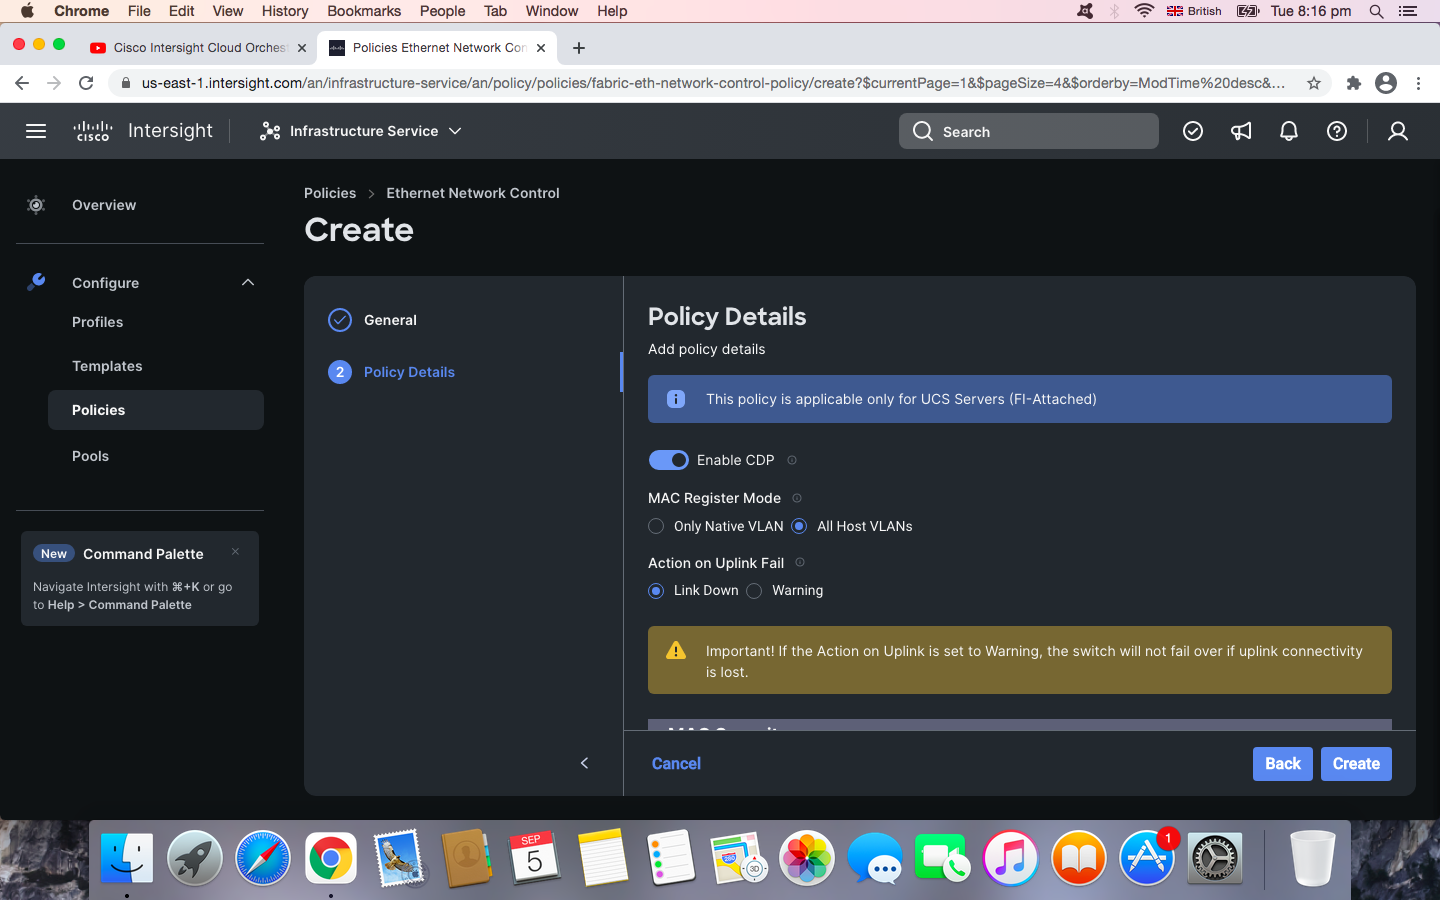 Chrome File Edit View History Bookmarks People Tab Window Help British Tue 8:16 pm
Cisco Intersight Cloud Orchest Policies Ethernet Network Con
us-east-1.intersight.com/an/infrastructure-service/an/policy/policies/fabric-eth-network-control-policy/create?$currentPage=1&$pageSize=4&$orderby=ModTime%20desc&...
cisco Intersight Infrastructure Service Search
Overview
Configure
Profiles
Templates
Policies
Pools
New Command Palette
Navigate Intersight with ⌘+K or go
to Help > Command Palette
Policies Ethernet Network Control
Create
General
2 Policy Details
Policy Details
Add policy details
This policy is applicable only for UCS Servers (FI-Attached)
Enable CDP
MAC Register Mode
Only Native VLAN All Host VLANs
Action on Uplink Fail
Link Down Warning
Important! If the Action on Uplink is set to Warning, the switch will not fail over if uplink connectivity
is lost.
Cancel Back Create
SEP
5
280
3D
1